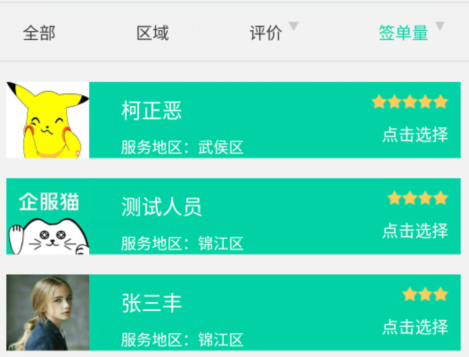 全部 区域 评价 签单量
柯正恶
点击选择
服务地区：武侯区
企服猫
测试人员
点击选择
服务地区：锦江区
张三丰
点击选择
服务地区：锦江区